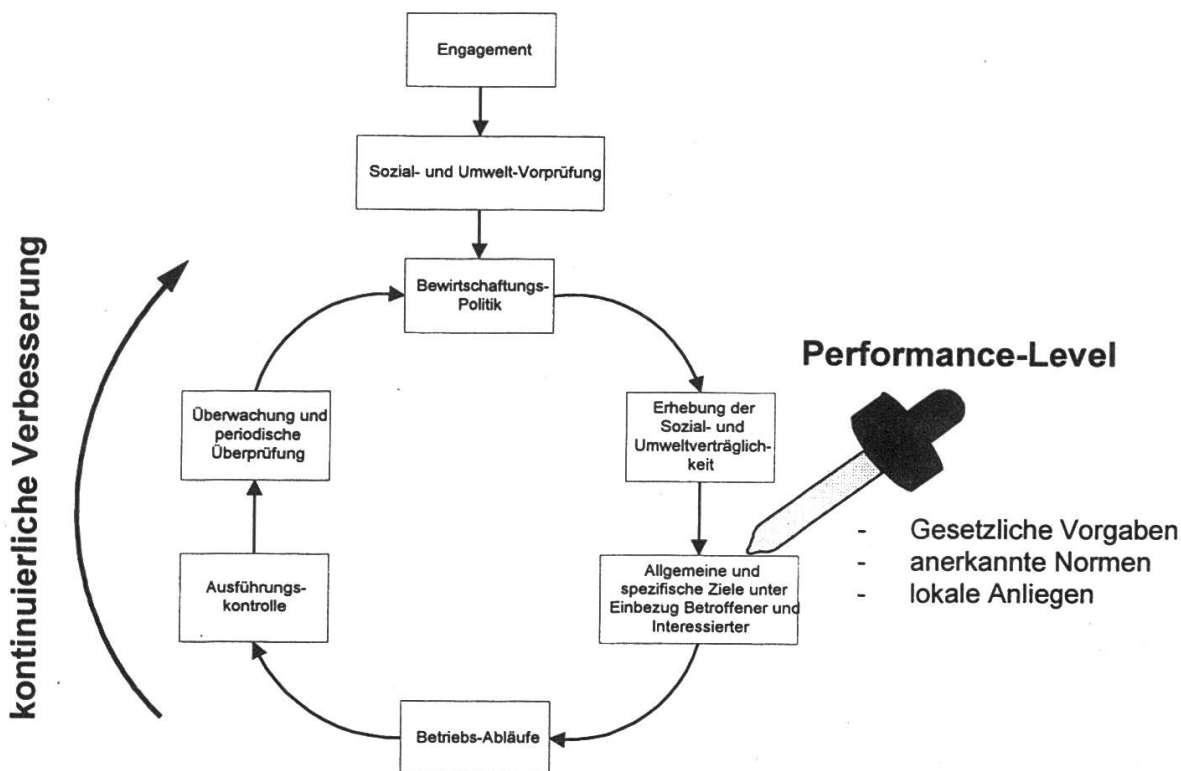 Engagement
Sozial- und Umwelt-Vorprüfung
Bewirtschaftungs-
Politik
Performance-Level
Erhebung der
Sozial- und
Umweltverträglich-
keit
- Gesetzliche Vorgaben
- anerkannte Normen
- lokale Anliegen
Allgemeine und
spezifische Ziele unter
Einbezug Betroffener und
Interessierter
Betriebs-Abläufe
Ausführungs-
kontrolle
Überwachung und
periodische
Überprüfung
kontinuierliche Verbesserung